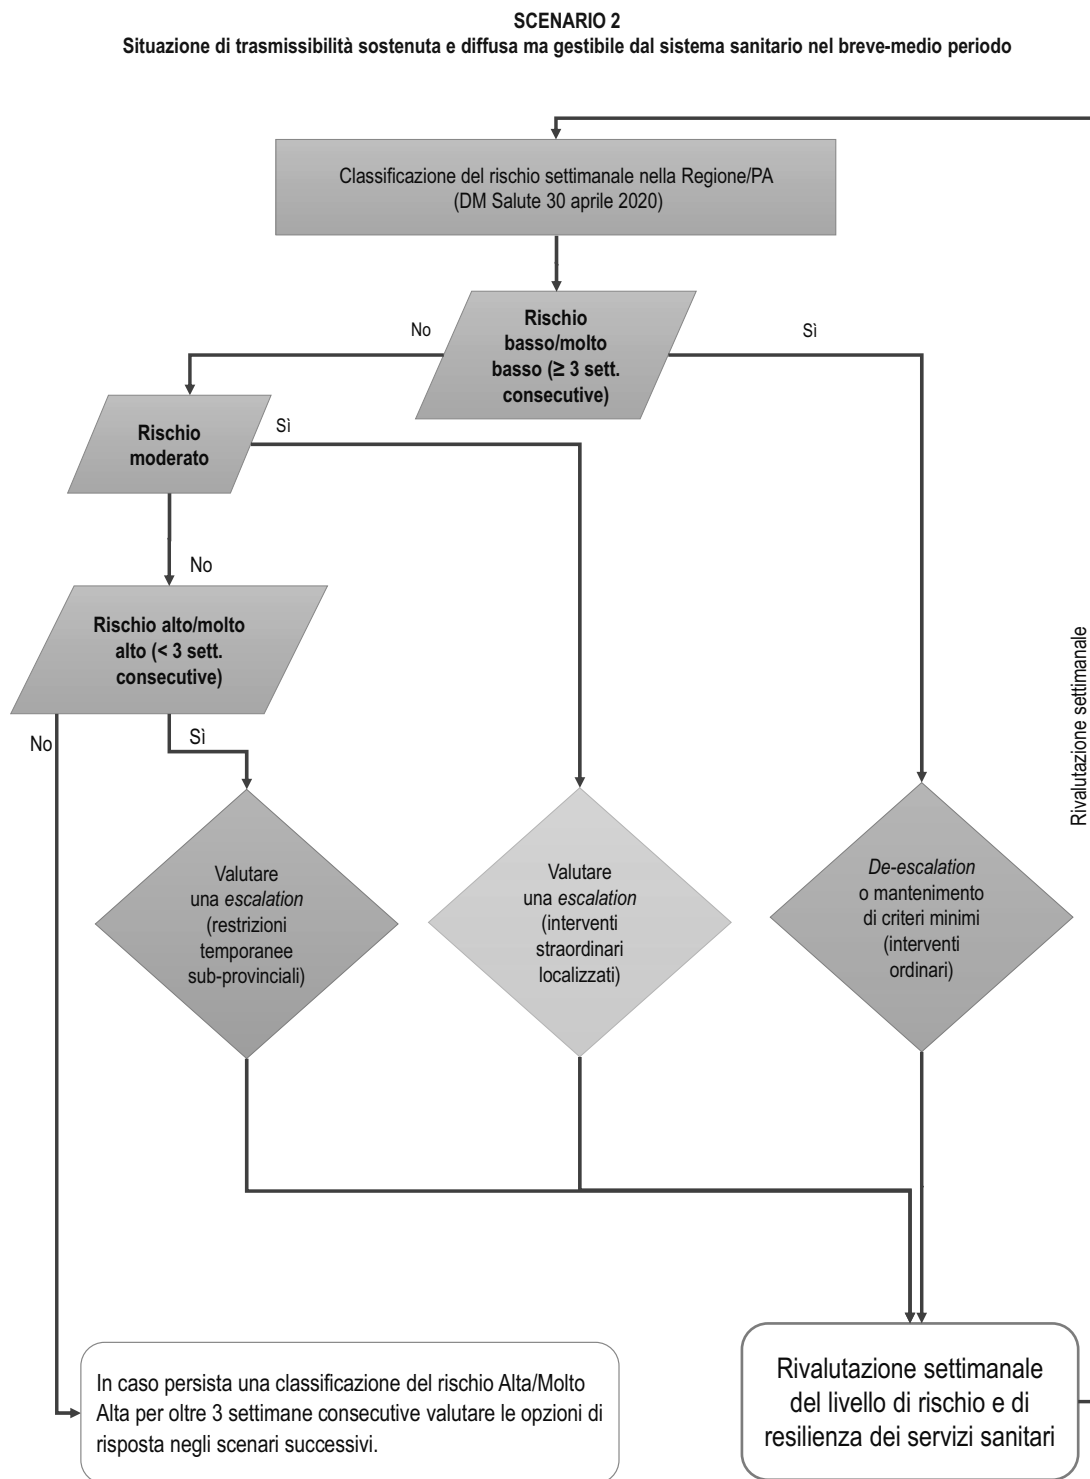 SCENARIO 2
Situazione di trasmissibilità sostenuta e diffusa ma gestibile dal sistema sanitario nel breve-medio periodo
Classificazione del rischio settimanale nella Regione/PA
(DM Salute 30 aprile 2020)
Rischio
basso/molto
basso (≥ 3 sett.
consecutive)
No
Sì
Rischio
moderato
Sì
No
Rischio alto/molto
alto (< 3 sett.
consecutive)
No
Sì
Valutare
una escalation
(restrizioni
temporanee
sub-provinciali)
Valutare
una escalation
(interventi
straordinari
localizzati)
De-escalation
o mantenimento
di criteri minimi
(interventi
ordinari)
Rivalutazione settimanale
In caso persista una classificazione del rischio Alta/Molto
Alta per oltre 3 settimane consecutive valutare le opzioni di
risposta negli scenari successivi.
Rivalutazione settimanale
del livello di rischio e di
resilienza dei servizi sanitari